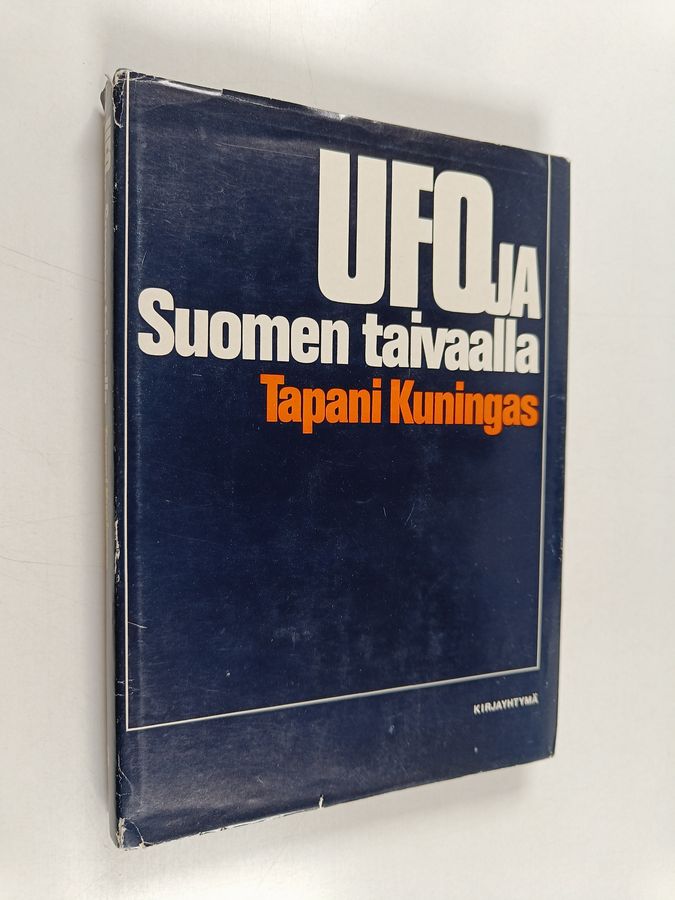 UFOJA
Suomen taivaalla
Tapani Kuningas
KIRJAYHTYMÄ